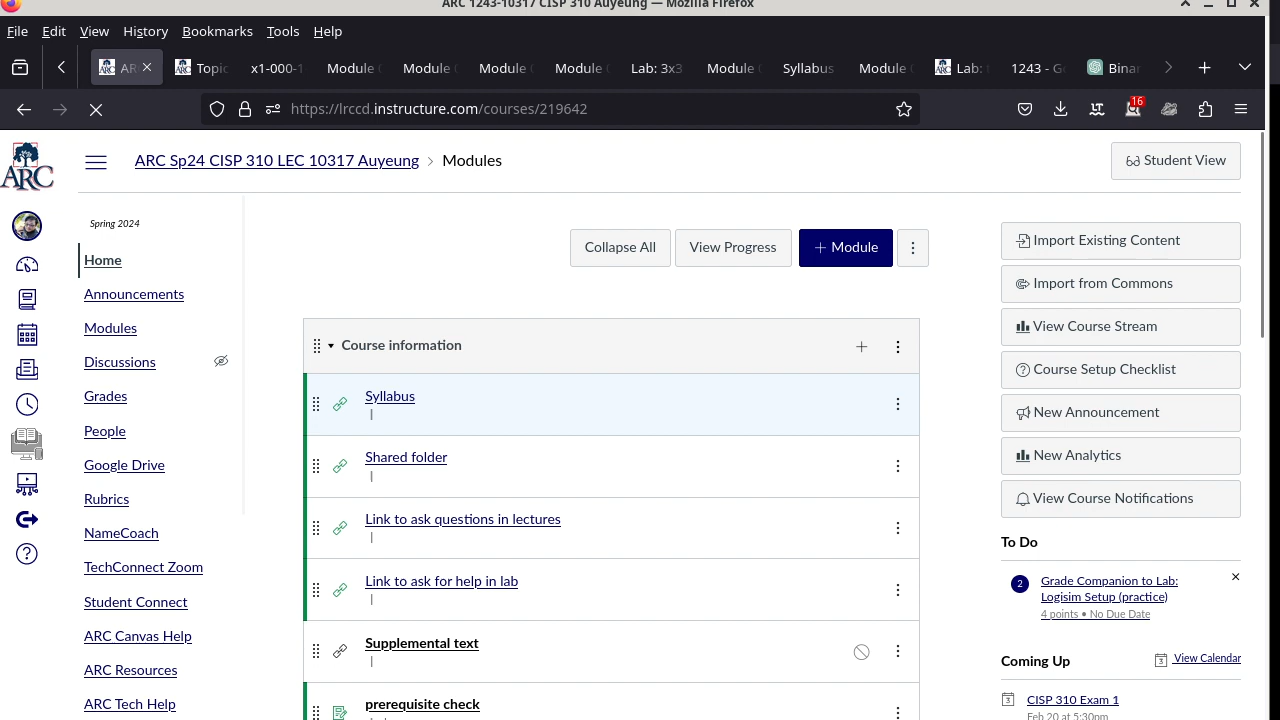 ARC 1243-10317 CISP 310 Auyeung — Mozilla Firefox
File Edit View History Bookmarks Tools Help
AR Topic x1-000-1 Module Module Module Module Lab: 3x3 Module Syllabus Module Lab: 1243 - G Binar
https://lrccd.instructure.com/courses/219642
16
ARC
ARC Sp24 CISP 310 LEC 10317 Auyeung > Modules
Student View
Spring 2024
Home
Announcements
Modules
Discussions
Grades
People
Google Drive
Rubrics
NameCoach
TechConnect Zoom
Student Connect
ARC Canvas Help
ARC Resources
ARC Tech Help
Collapse All View Progress + Module
Course information
Syllabus
|
Shared folder
|
Link to ask questions in lectures
|
Link to ask for help in lab
|
Supplemental text
|
prerequisite check
Import Existing Content
Import from Commons
View Course Stream
Course Setup Checklist
New Announcement
New Analytics
View Course Notifications
To Do
2 Grade Companion to Lab:
Logisim Setup (practice)
4 points • No Due Date
Coming Up View Calendar
CISP 310 Exam 1
Feb 20 at 5:30pm